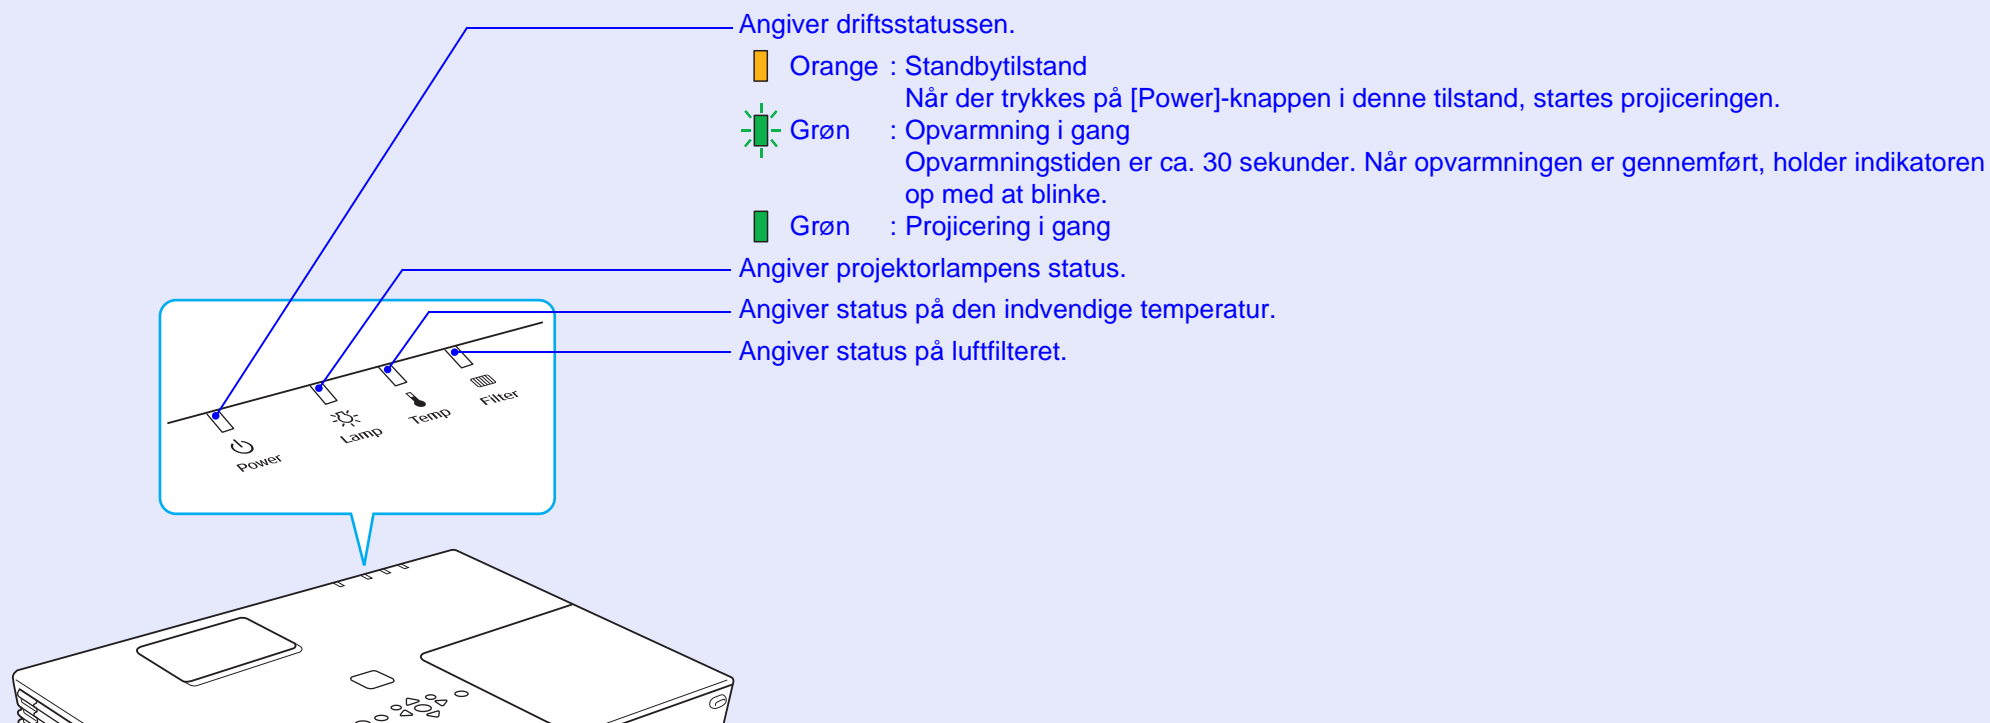 Angiver driftsstatussen.
Orange : Standbytilstand
Når der trykkes på [Power]-knappen i denne tilstand, startes projiceringen.
Grøn : Opvarmning i gang
Opvarmningstiden er ca. 30 sekunder. Når opvarmningen er gennemført, holder indikatoren
op med at blinke.
Grøn : Projicering i gang
Angiver projektorlampens status.
Angiver status på den indvendige temperatur.
Angiver status på luftfilteret.
Power
Lamp
Temp
Filter